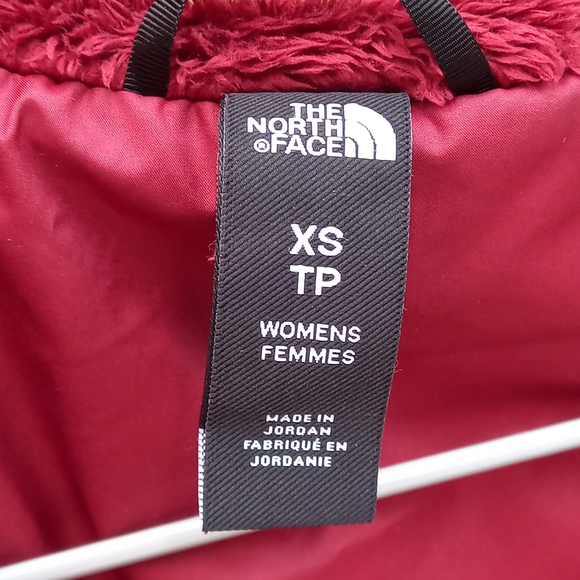 THE
NORTH
®FACE
XS
TP
WOMENS
FEMMES
MADE IN
JORDAN
FABRIQUÉ EN
JORDANIE